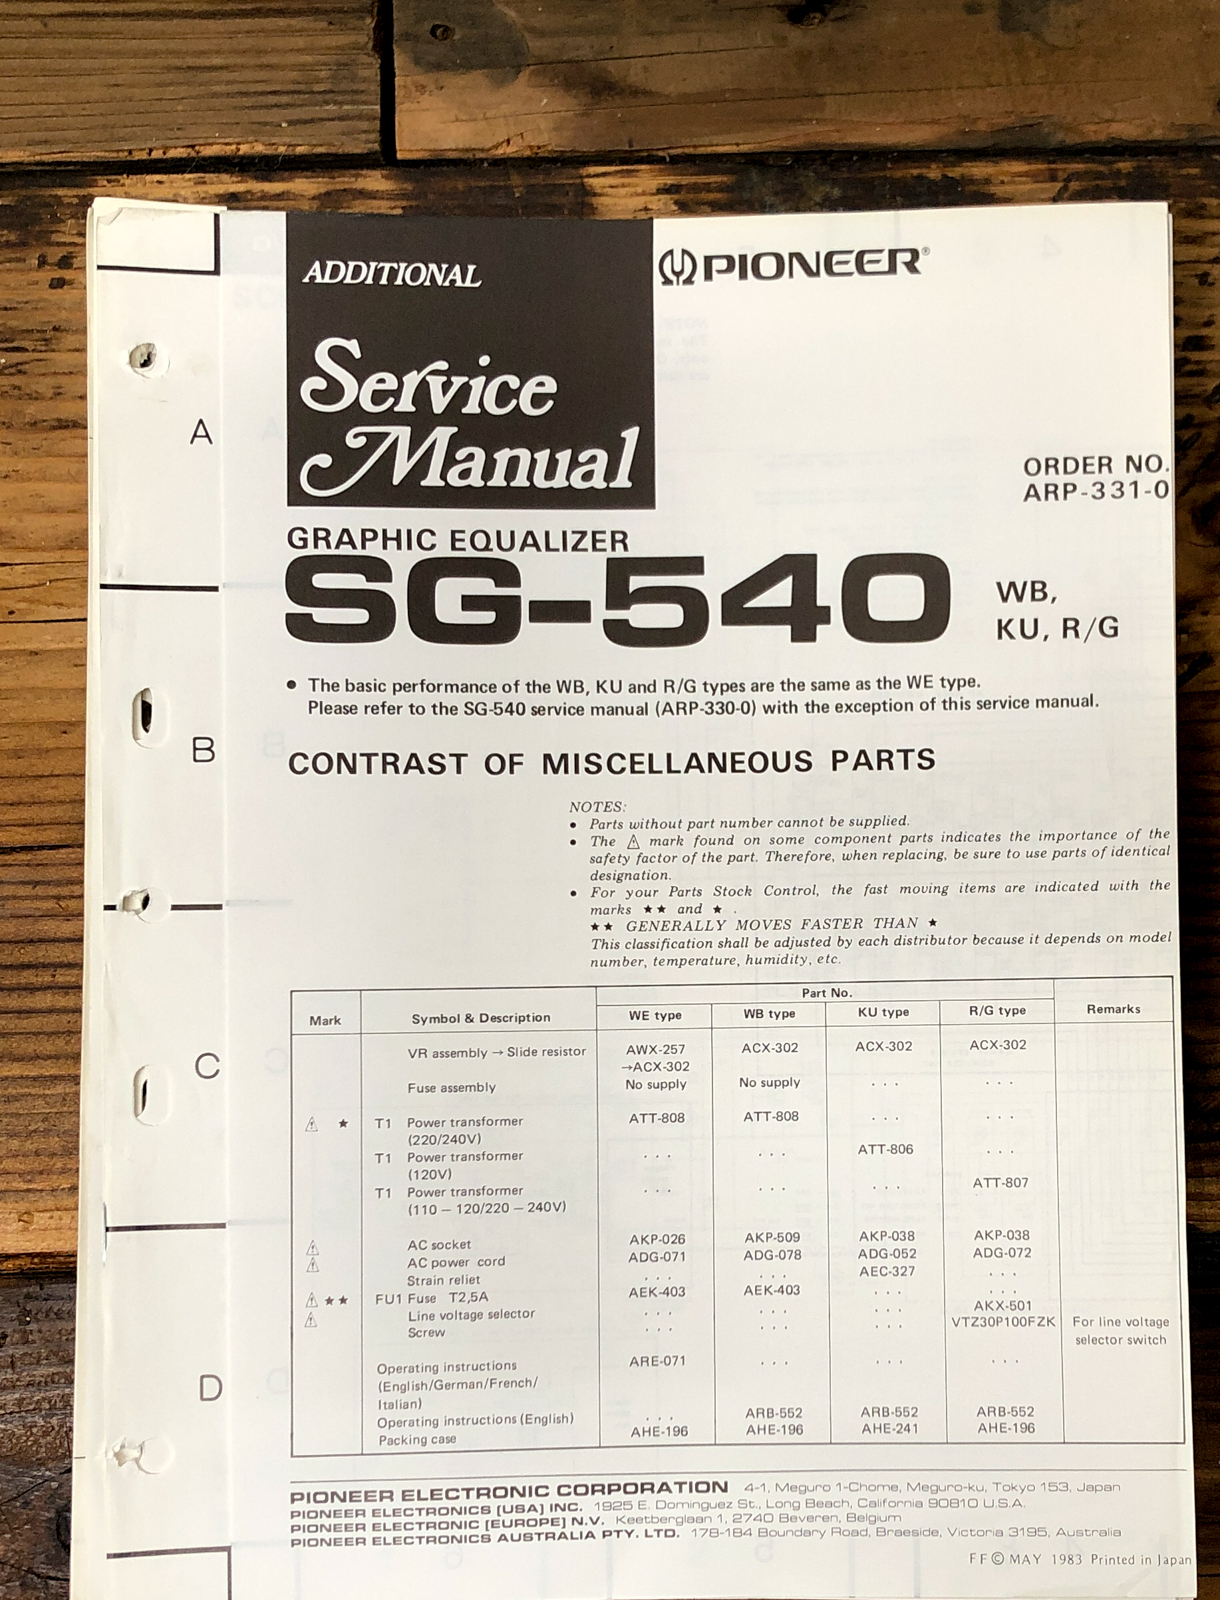 ADDITIONAL
Service
Manual
PIONEER®
ORDER NO.
ARP-331-0
GRAPHIC EQUALIZER
SG-540
WB,
KU, R/G
• The basic performance of the WB, KU and R/G types are the same as the WE type.
Please refer to the SG-540 service manual (ARP-330-0) with the exception of this service manual.
CONTRAST OF MISCELLANEOUS PARTS
NOTES:
• Parts without part number cannot be supplied.
• The ⚠ mark found on some component parts indicates the importance of the
safety factor of the part. Therefore, when replacing, be sure to use parts of identical
designation.
• For your Parts Stock Control, the fast moving items are indicated with the
marks ★★ and ★ .
★★ GENERALLY MOVES FASTER THAN ★
This classification shall be adjusted by each distributor because it depends on model
number, temperature, humidity, etc.
Part No.
Mark Symbol & Description WE type WB type KU type R/G type Remarks
VR assembly → Slide resistor AWX-257 ACX-302 ACX-302 ACX-302
→ACX-302
Fuse assembly No supply No supply . . . . . .
⚠ ★ T1 Power transformer ATT-808 ATT-808 . . . . . .
(220/240V)
T1 Power transformer . . . . . . ATT-806 . . .
(120V)
T1 Power transformer . . . . . . . . . ATT-807
(110 – 120/220 – 240V)
⚠ AC socket AKP-026 AKP-509 AKP-038 AKP-038
⚠ AC power cord ADG-071 ADG-078 ADG-052 ADG-072
Strain reliet . . . . . . AEC-327 . . .
⚠ ★★ FU1 Fuse T2,5A AEK-403 AEK-403 . . . . . .
⚠ Line voltage selector . . . . . . . . . AKX-501
Screw . . . . . . . . . VTZ30P100FZK For line voltage
selector switch
Operating instructions ARE-071 . . . . . . . . .
(English/German/French/
Italian)
Operating instructions (English) . . . ARB-552 ARB-552 ARB-552
Packing case AHE-196 AHE-196 AHE-241 AHE-196
PIONEER ELECTRONIC CORPORATION 4-1, Meguro 1-Chome, Meguro-ku, Tokyo 153, Japan
PIONEER ELECTRONICS [USA] INC. 1925 E. Dominguez St., Long Beach, California 90810 U.S.A.
PIONEER ELECTRONIC [EUROPE] N.V. Keetberglaan 1, 2740 Beveren, Belgium
PIONEER ELECTRONICS AUSTRALIA PTY. LTD. 178-184 Boundary Road, Braeside, Victoria 3195, Australia
FF © MAY 1983 Printed in Japan
A
B
C
D